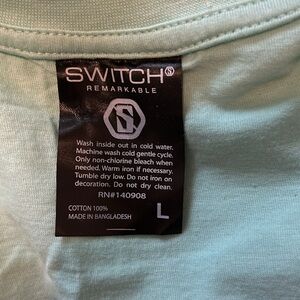 SWITCH
REMARKABLE
S
Wash inside out in cold water.
Machine wash cold gentle cycle.
Only non-chlorine bleach when
needed. Warm iron if necessary.
Tumble dry low. Do not iron on
decoration. Do not dry clean.
RN#140908
COTTON 100%
MADE IN BANGLADESH
L